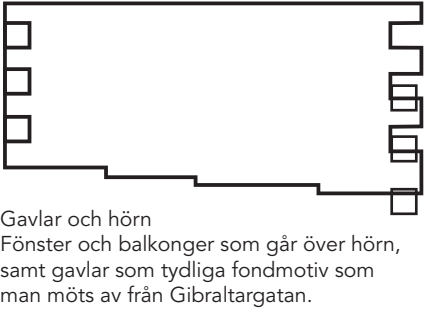 Gavlar och hörn
Fönster och balkonger som går över hörn,
samt gavlar som tydliga fondmotiv som
man möts av från Gibraltargatan.